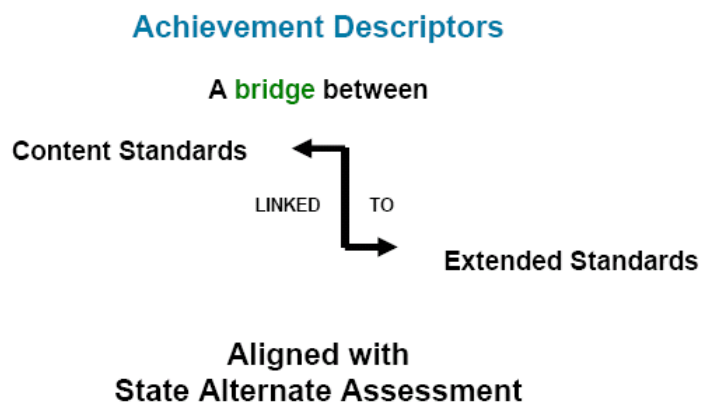 Achievement Descriptors
A bridge between
Content Standards
LINKED TO
Extended Standards
Aligned with
State Alternate Assessment